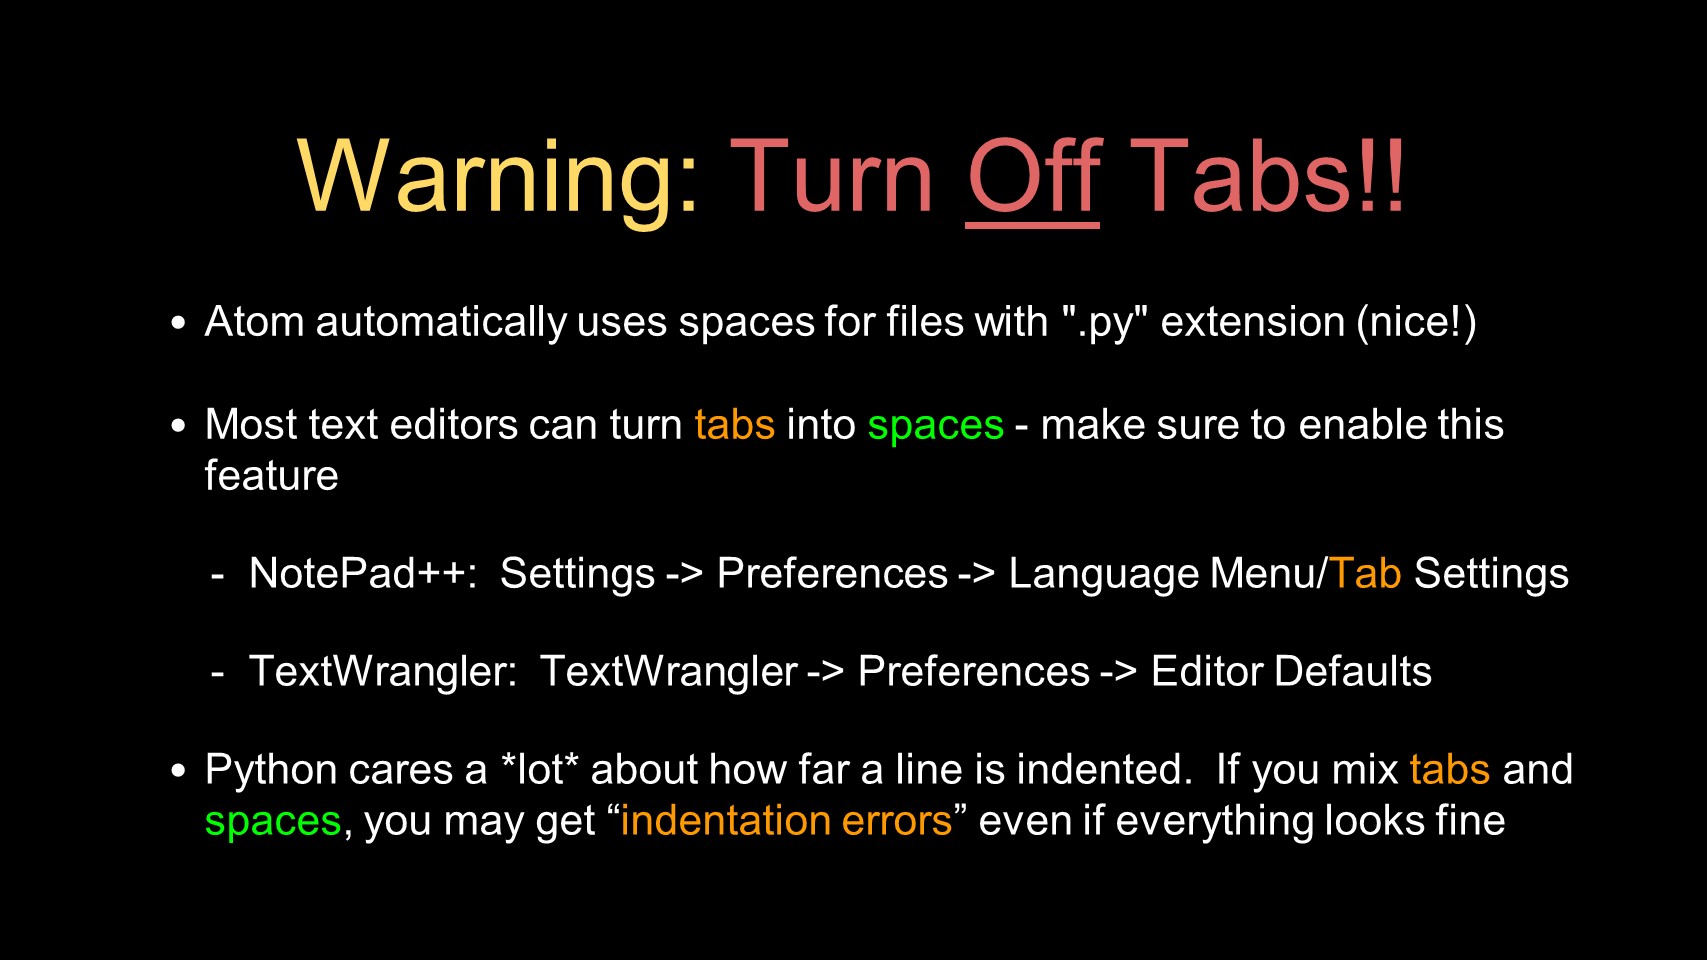 Warning: Turn Off Tabs!!
• Atom automatically uses spaces for files with ".py" extension (nice!)
• Most text editors can turn tabs into spaces - make sure to enable this
feature
- NotePad++:  Settings -> Preferences -> Language Menu/Tab Settings
- TextWrangler:  TextWrangler -> Preferences -> Editor Defaults
• Python cares a *lot* about how far a line is indented.  If you mix tabs and
spaces, you may get “indentation errors” even if everything looks fine